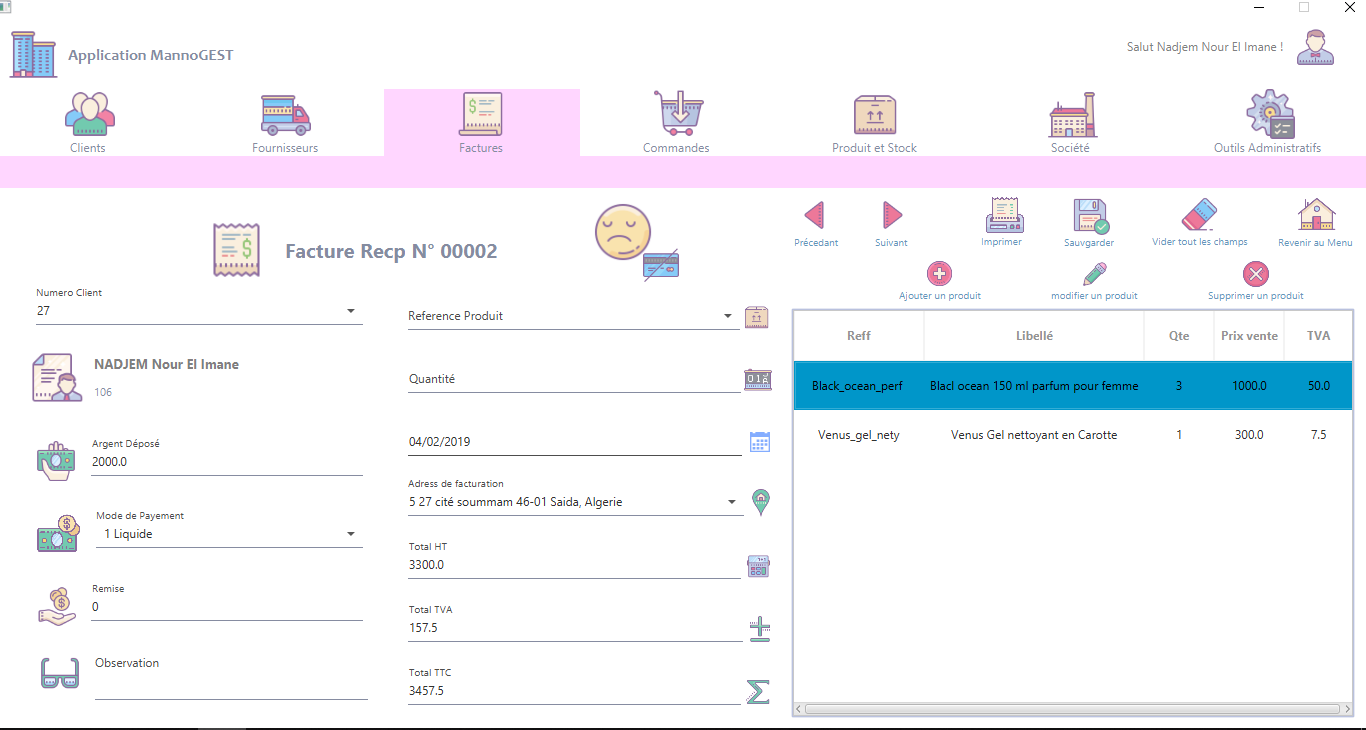 Application MannoGEST
Salut Nadjem Nour El Imane !
Clients
Fournisseurs
Factures
Commandes
Produit et Stock
Société
Outils Administratifs
Facture Recp N° 00002
Précedant
Suivant
Imprimer
Sauvgarder
Vider tout les champs
Revenir au Menu
Ajouter un produit
modifier un produit
Supprimer un produit
Numero Client
27
NADJEM Nour El Imane
106
Argent Déposé
2000.0
Mode de Payement
1 Liquide
Remise
0
Observation
Reference Produit
Quantité
04/02/2019
Adress de facturation
5 27 cité soummam 46-01 Saida, Algerie
Total HT
3300.0
Total TVA
157.5
Total TTC
3457.5
Reff Libellé Qte Prix vente TVA
Black_ocean_perf Blacl ocean 150 ml parfum pour femme 3 1000.0 50.0
Venus_gel_nety Venus Gel nettoyant en Carotte 1 300.0 7.5